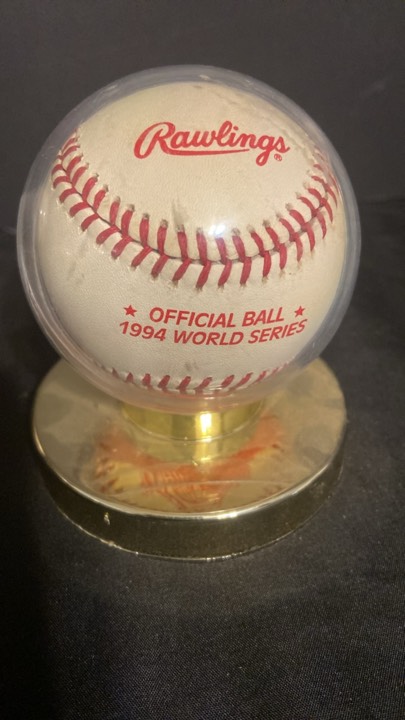 Rawlings®
★ OFFICIAL BALL ★
1994 WORLD SERIES